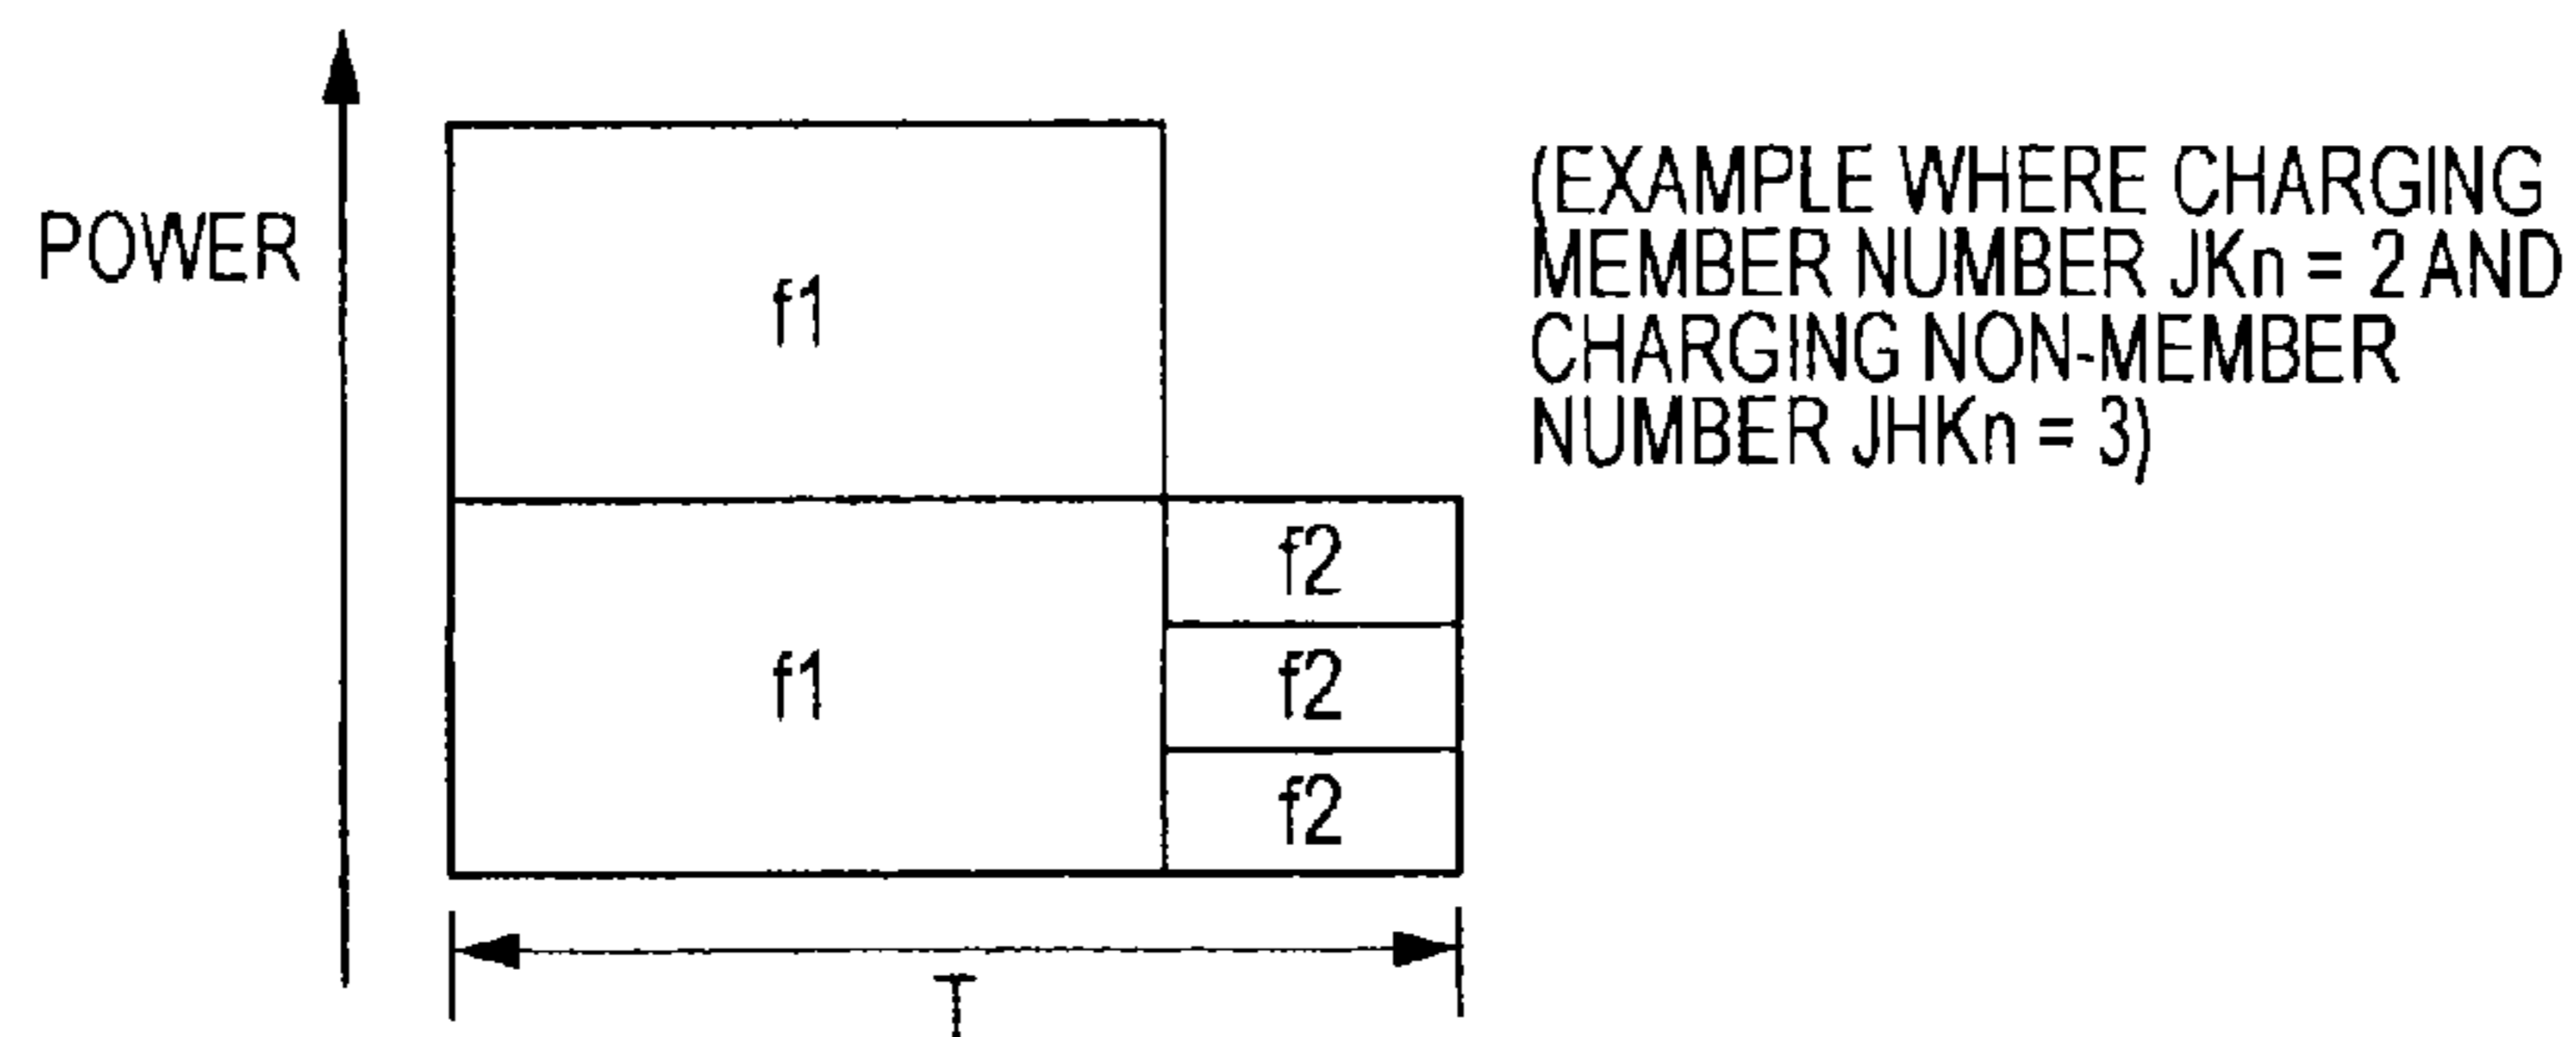 POWER
f1
(EXAMPLE WHERE CHARGING
MEMBER NUMBER JKn = 2 AND
CHARGING NON-MEMBER
NUMBER JHKn = 3)
f2
f1
f2
f2
T